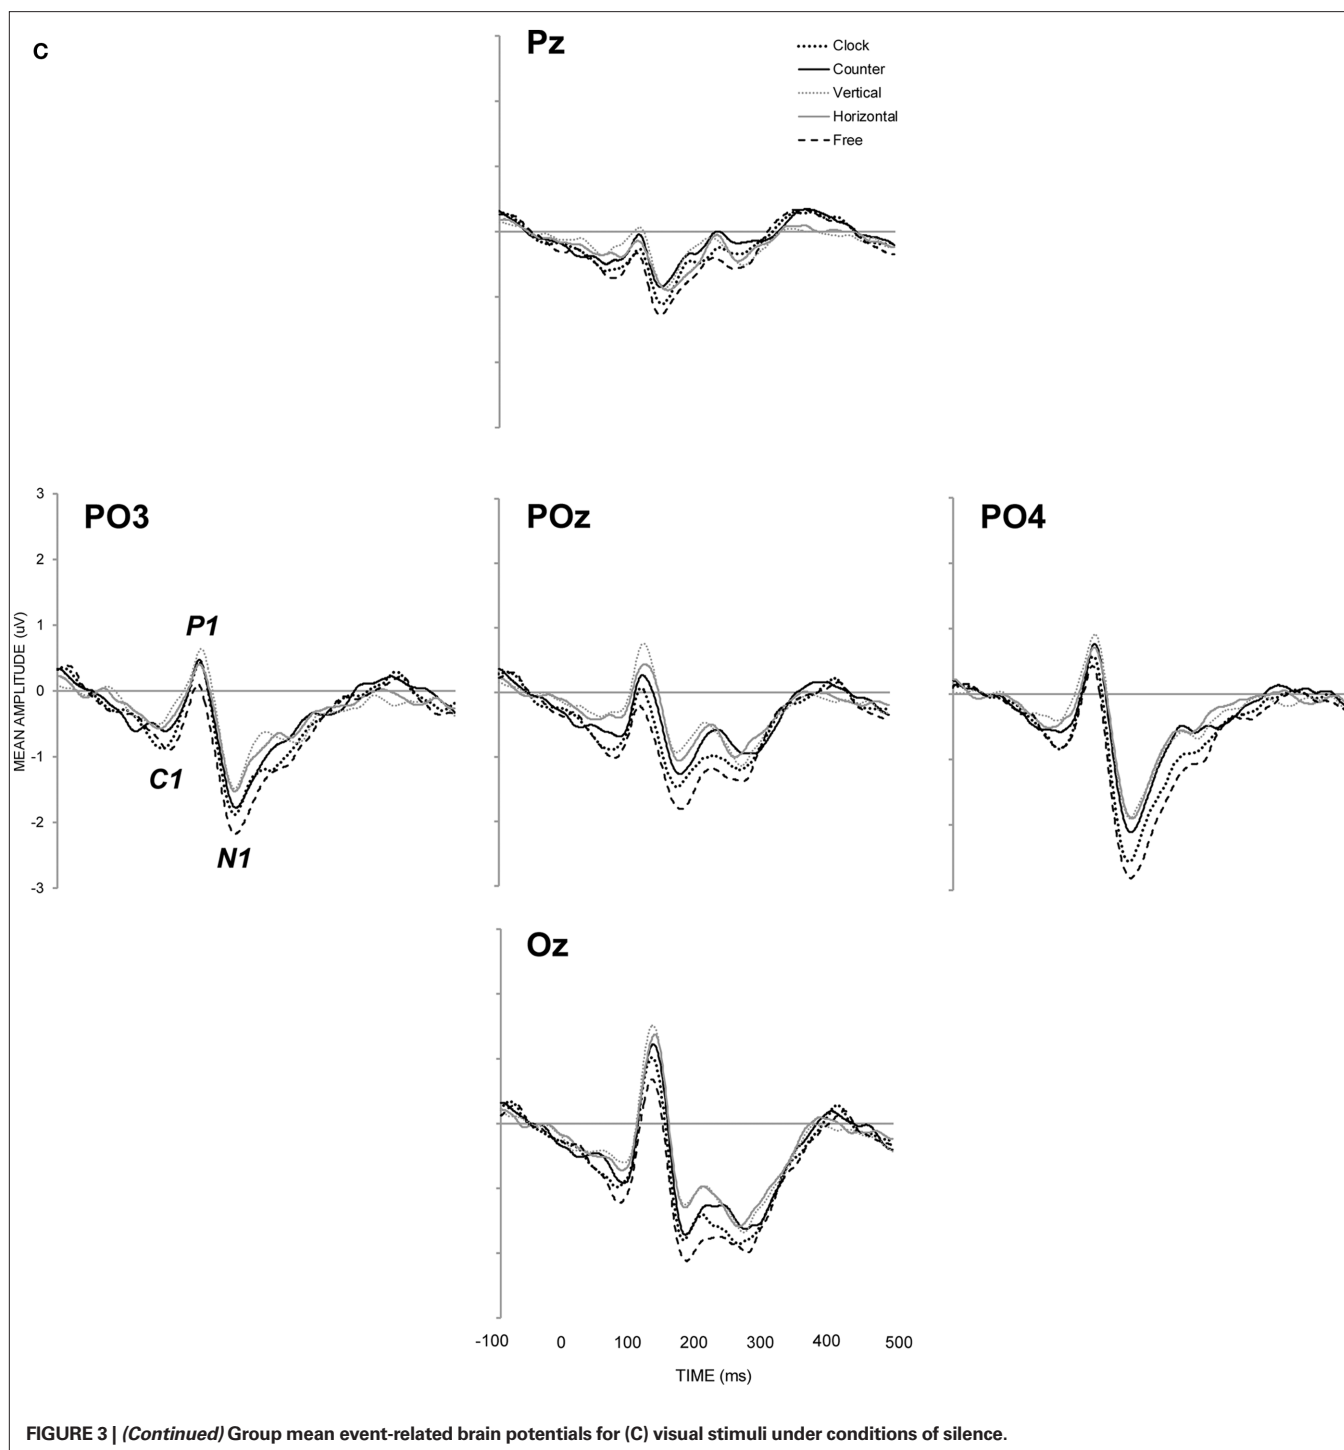 C
Pz
Clock
Counter
Vertical
Horizontal
Free
PO3
POz
PO4
3
2
1
0
-1
-2
-3
MEAN AMPLITUDE (uV)
P1
C1
N1
Oz
-100 0 100 200 300 400 500
TIME (ms)
FIGURE 3 | (Continued) Group mean event-related brain potentials for (C) visual stimuli under conditions of silence.